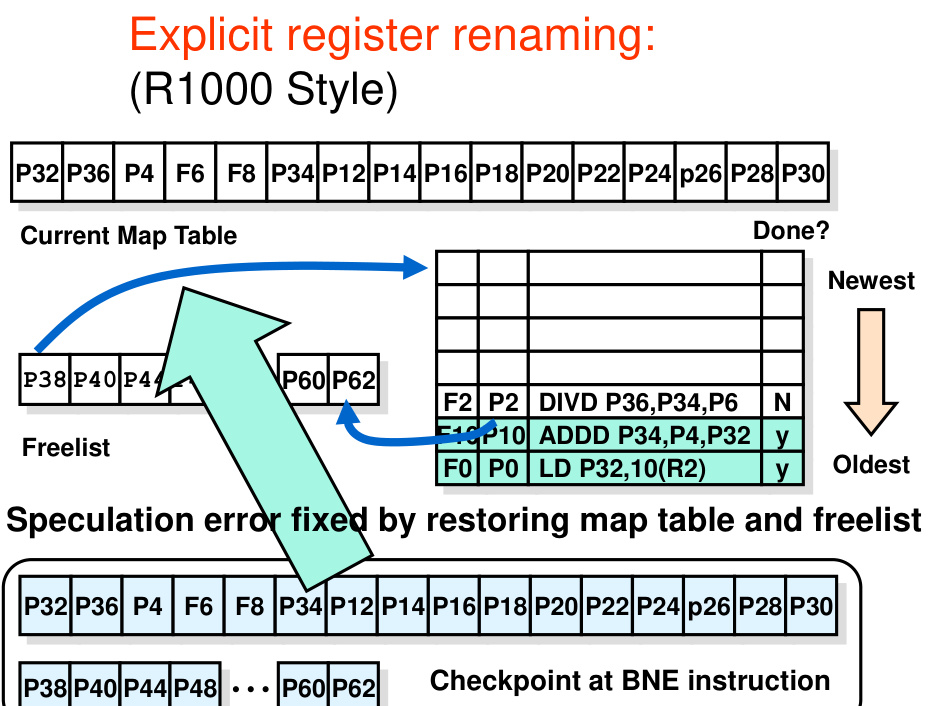 Explicit register renaming:
(R1000 Style)
P32 P36 P4 F6 F8 P34 P12 P14 P16 P18 P20 P22 P24 p26 P28 P30
Current Map Table
Done?
Newest
P38 P40 P44 P60 P62
F2 P2 DIVD P36,P34,P6 N
F10 P10 ADDD P34,P4,P32 y
F0 P0 LD P32,10(R2) y
Freelist
Oldest
Speculation error fixed by restoring map table and freelist
P32 P36 P4 F6 F8 P34 P12 P14 P16 P18 P20 P22 P24 p26 P28 P30
P38 P40 P44 P48 ••• P60 P62
Checkpoint at BNE instruction